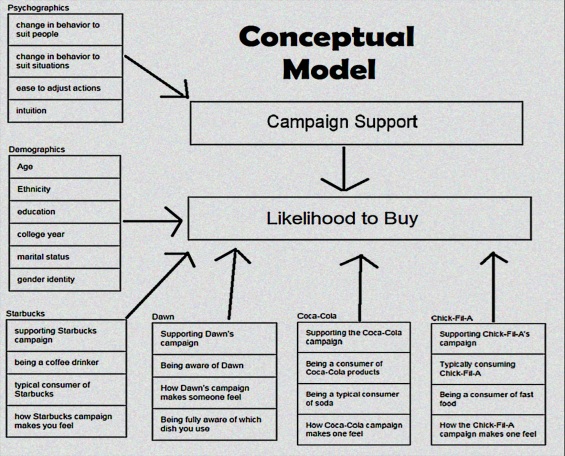 Psychographics
change in behavior to
suit people
change in behavior to
suit situations
ease to adjust actions
intuition
Conceptual
Model
Campaign Support
Demographics
Age
Ethnicity
education
college year
marital status
gender identity
Likelihood to Buy
Starbucks
supporting Starbucks
campaign
being a coffee drinker
typical consumer of
Starbucks
how Starbucks campaign
makes you feel
Dawn
Supporting Dawn's
campaign
Being aware of Dawn
How Dawn's campaign
makes someone feel
Being fully aware of which
dish you use
Coca-Cola
Supporting the Coca-Cola
campaign
Being a consumer of
Coca-Cola products
Being a typical consumer
of soda
How Coca-Cola campaign
makes one feel
Chick-Fil-A
Supporting Chick-Fil-A's
campaign
Typically consuming
Chick-Fil-A
Being a consumer of fast
food
How the Chick-Fil-A
campaign makes one feel